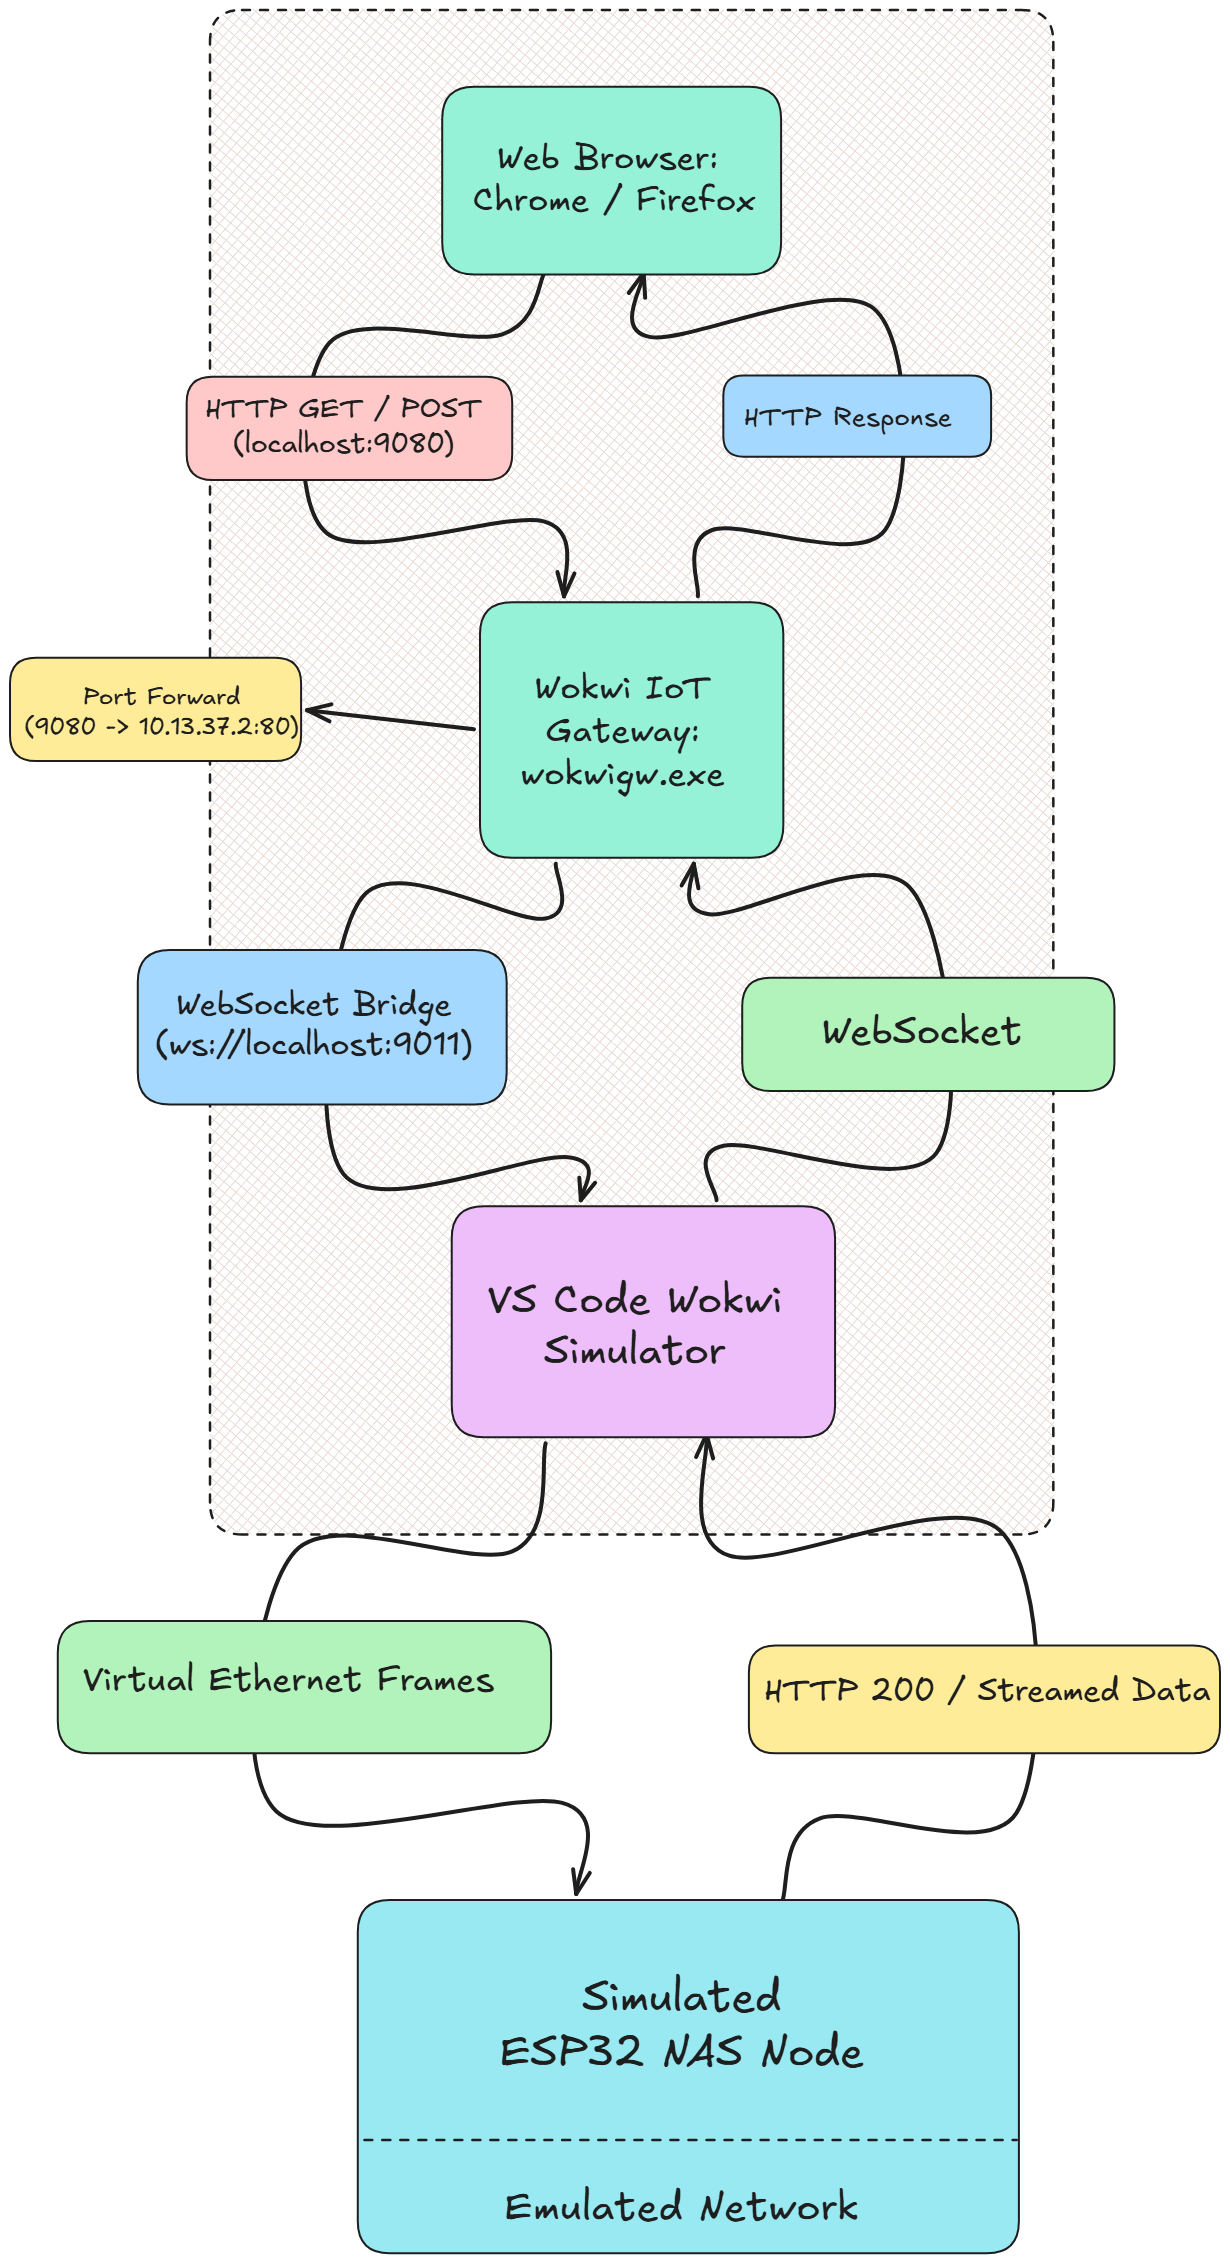 Web Browser:
Chrome / Firefox
HTTP GET / POST
(localhost:9080)
HTTP Response
Port Forward
(9080 -> 10.13.37.2:80)
Wokwi IoT
Gateway:
wokwigw.exe
WebSocket Bridge
(ws://localhost:9011)
WebSocket
VS Code Wokwi
Simulator
Virtual Ethernet Frames
HTTP 200 / Streamed Data
Simulated
ESP32 NAS Node
Emulated Network